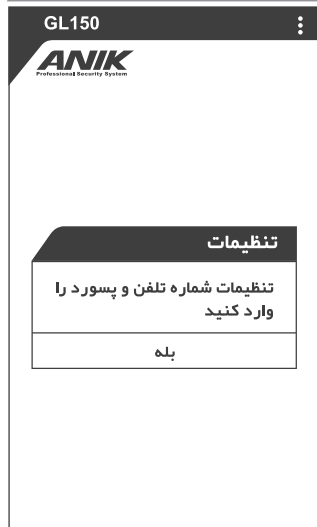 GL150
ANIK
Professional Security System
تنظیمات
تنظیمات شماره تلفن و پسورد را
وارد کنید
بله